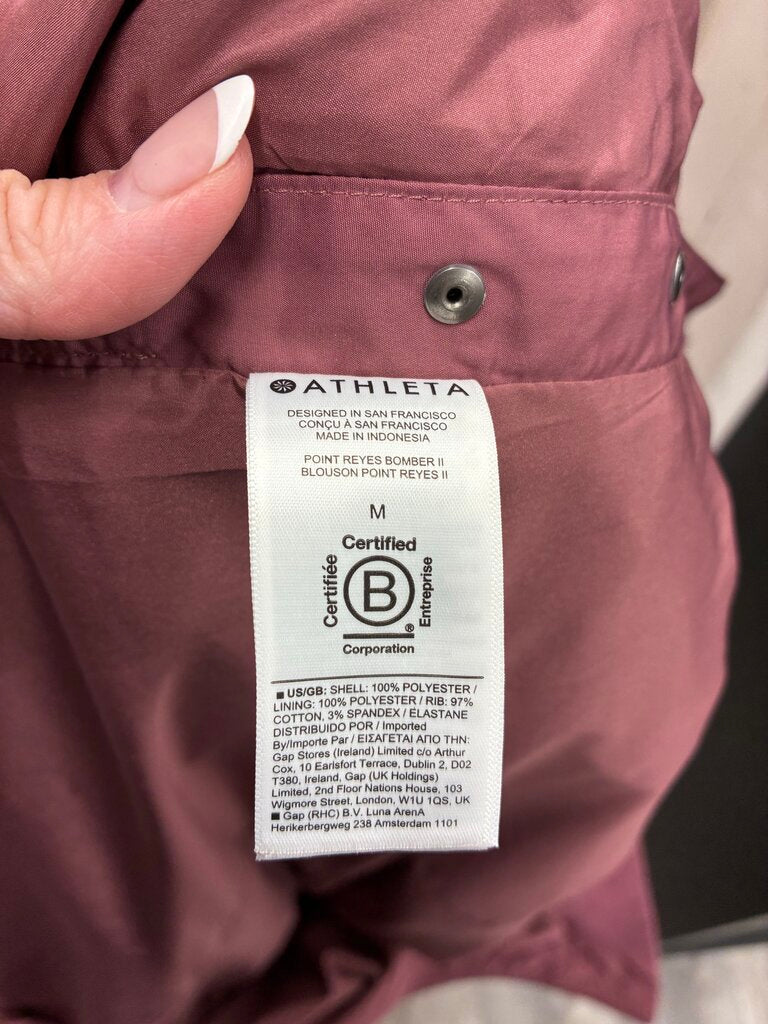 ATHLETA
DESIGNED IN SAN FRANCISCO
CONÇU À SAN FRANCISCO
MADE IN INDONESIA
POINT REYES BOMBER II
BLOUSON POINT REYES II
M
Certified
Certifiée
B
Entreprise
®
Corporation
■ US/GB: SHELL: 100% POLYESTER /
LINING: 100% POLYESTER / RIB: 97%
COTTON, 3% SPANDEX / ELASTANE
DISTRIBUIDO POR / Imported
By/Importe Par / ΕΙΣΑΓΕΤΑΙ ΑΠΟ ΤΗΝ:
Gap Stores (Ireland) Limited c/o Arthur
Cox, 10 Earlsfort Terrace, Dublin 2, D02
T380, Ireland, Gap (UK Holdings)
Limited, 2nd Floor Nations House, 103
Wigmore Street, London, W1U 1QS, UK
■ Gap (RHC) B.V. Luna ArenA
Herikerbergweg 238 Amsterdam 1101